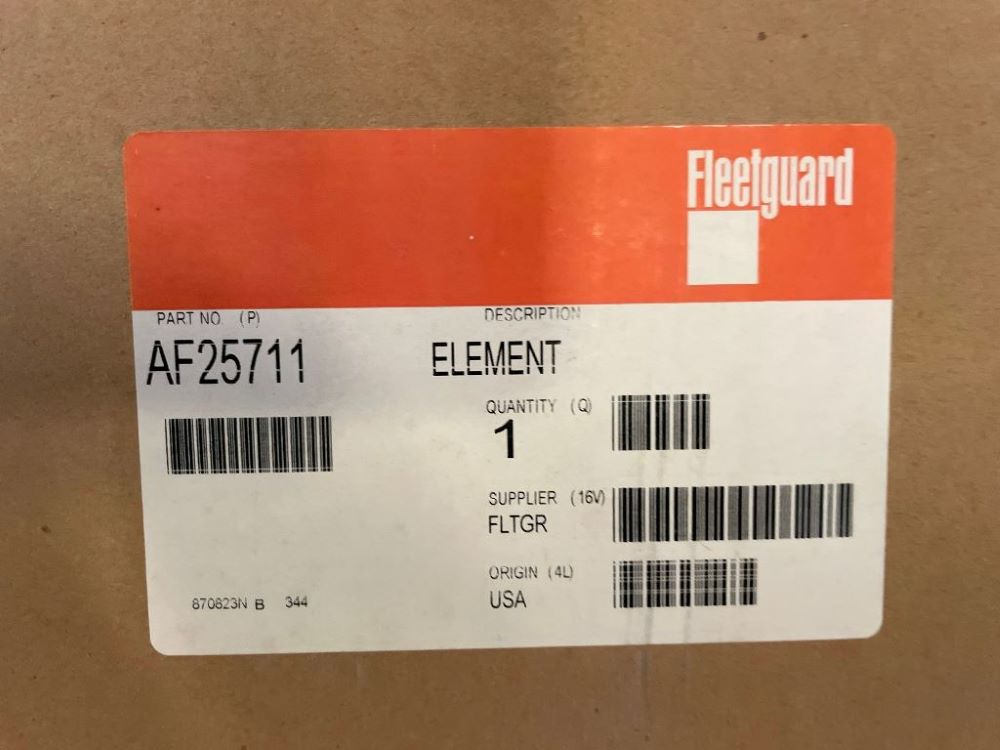 Fleetguard
PART NO (P)
DESCRIPTION
AF25711
ELEMENT
QUANTITY (Q)
1
SUPPLIER (16V)
FLTGR
ORIGIN (4L)
USA
870823N B 344